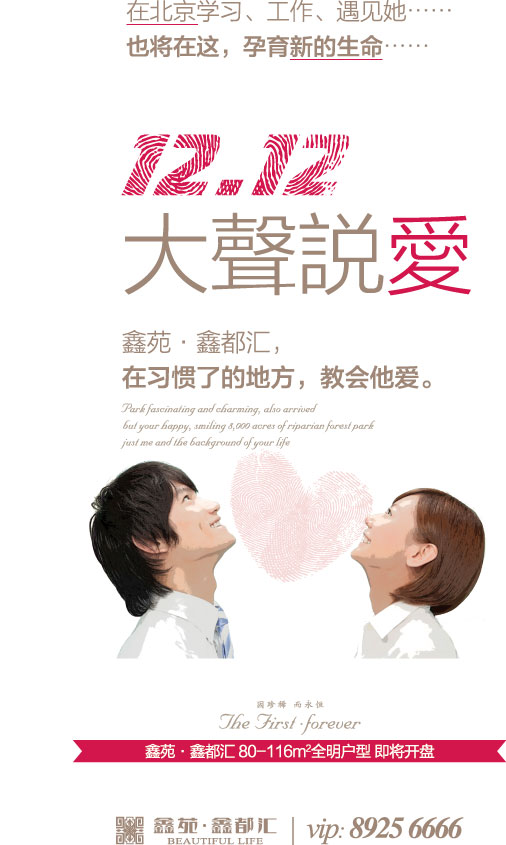 在北京学习、工作、遇见她……
也将在这，孕育新的生命……
12.12
大聲説愛
鑫苑·鑫都汇，
在习惯了的地方，教会他爱。
Park fascinating and charming, also arrived
but your happy, smiling 8,000 acres of riparian forest park
just me and the background of your life
因珍稀 而永恒
The First·forever
鑫苑·鑫都汇 80-116m²全明户型 即将开盘
鑫苑·鑫都汇
BEAUTIFUL LIFE
vip: 8925 6666